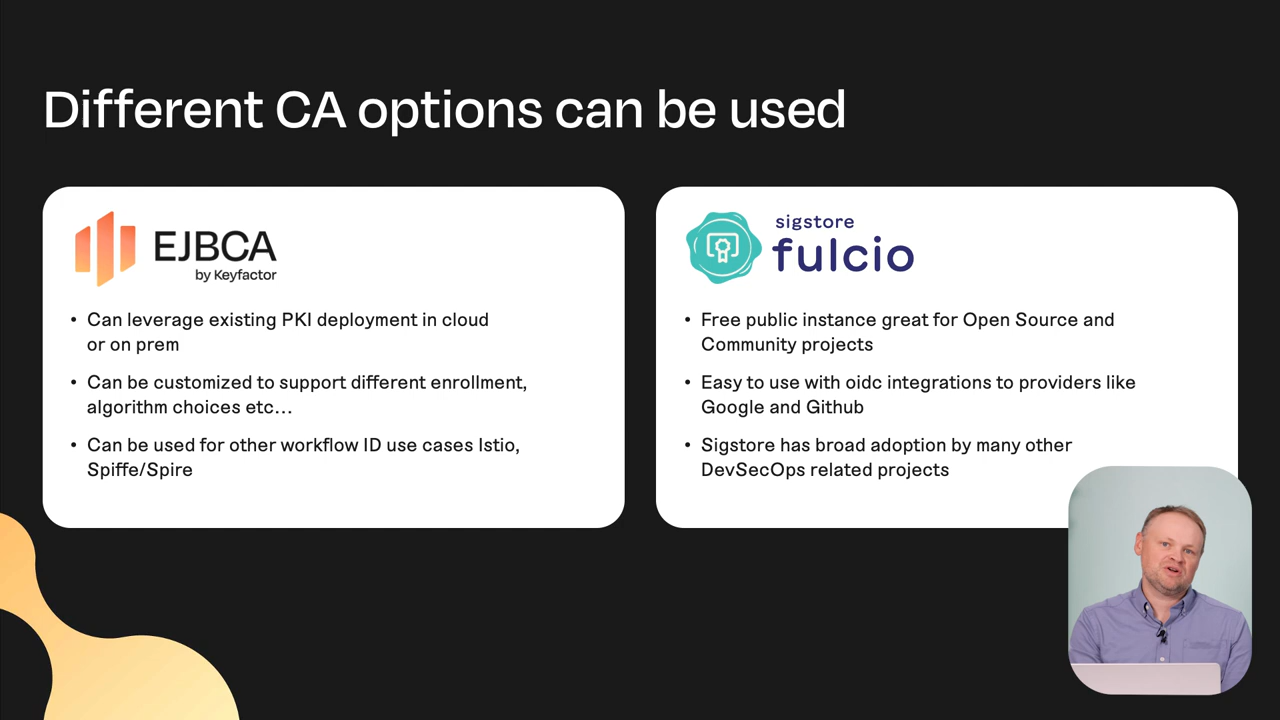 Different CA options can be used
EJBCA
by Keyfactor
• Can leverage existing PKI deployment in cloud
or on prem
• Can be customized to support different enrollment,
algorithm choices etc...
• Can be used for other workflow ID use cases Istio,
Spiffe/Spire
sigstore
fulcio
• Free public instance great for Open Source and
Community projects
• Easy to use with oidc integrations to providers like
Google and Github
• Sigstore has broad adoption by many other
DevSecOps related projects